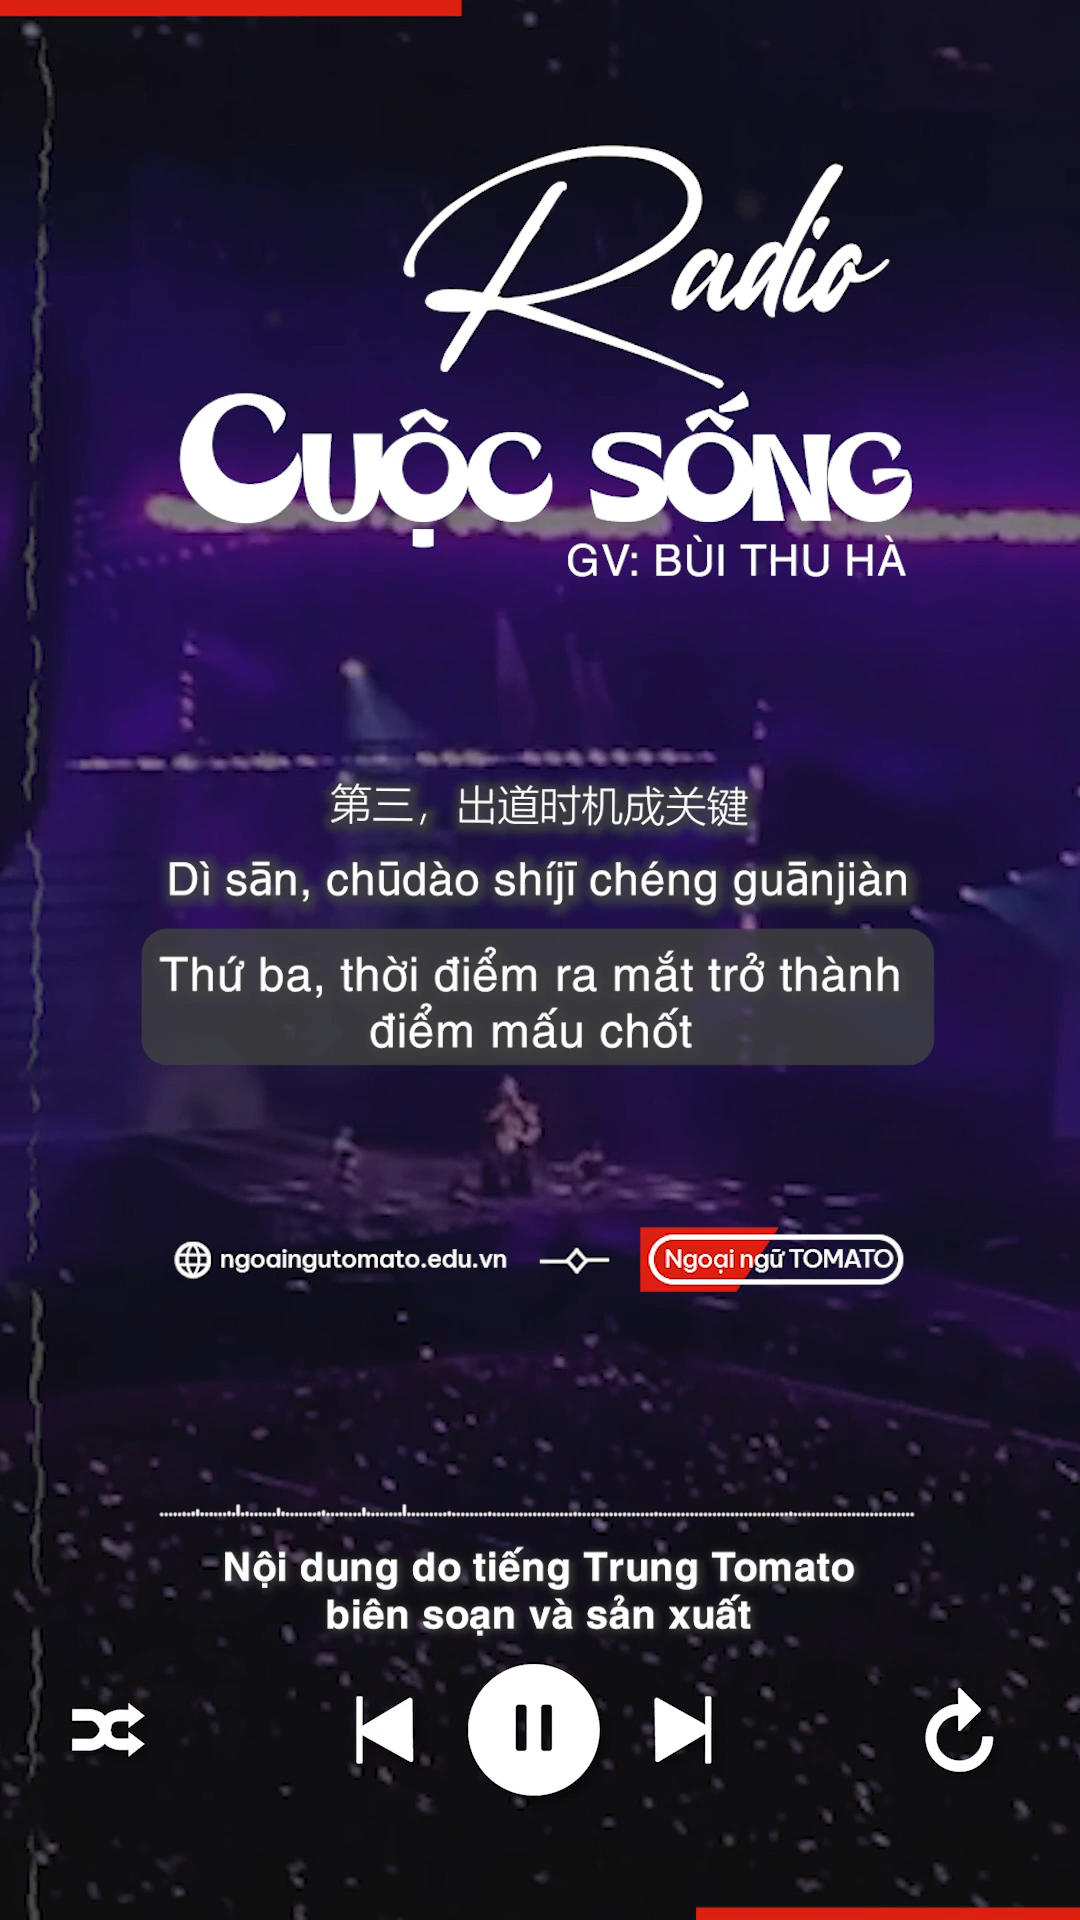 Radio
CUỘC SỐNG
GV: BÙI THU HÀ
第三，出道时机成关键
Dì sān, chūdào shíjī chéng guānjiàn
Thứ ba, thời điểm ra mắt trở thành
điểm mấu chốt
ngoaingutomato.edu.vn
Ngoại ngữ TOMATO
Nội dung do tiếng Trung Tomato
biên soạn và sản xuất